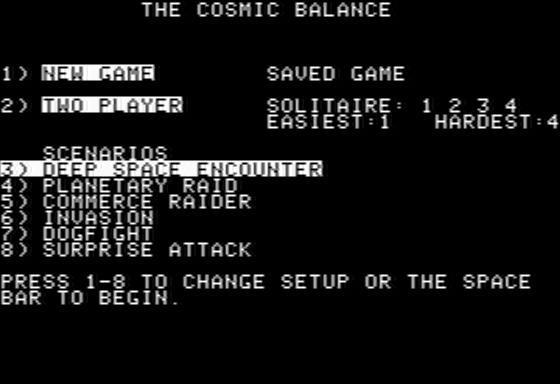 THE COSMIC BALANCE
1) NEW GAME SAVED GAME
2) TWO PLAYER SOLITAIRE: 1 2 3 4
EASIEST:1 HARDEST:4
SCENARIOS
3) DEEP SPACE ENCOUNTER
4) PLANETARY RAID
5) COMMERCE RAIDER
6) INVASION
7) DOGFIGHT
8) SURPRISE ATTACK
PRESS 1-8 TO CHANGE SETUP OR THE SPACE
BAR TO BEGIN.